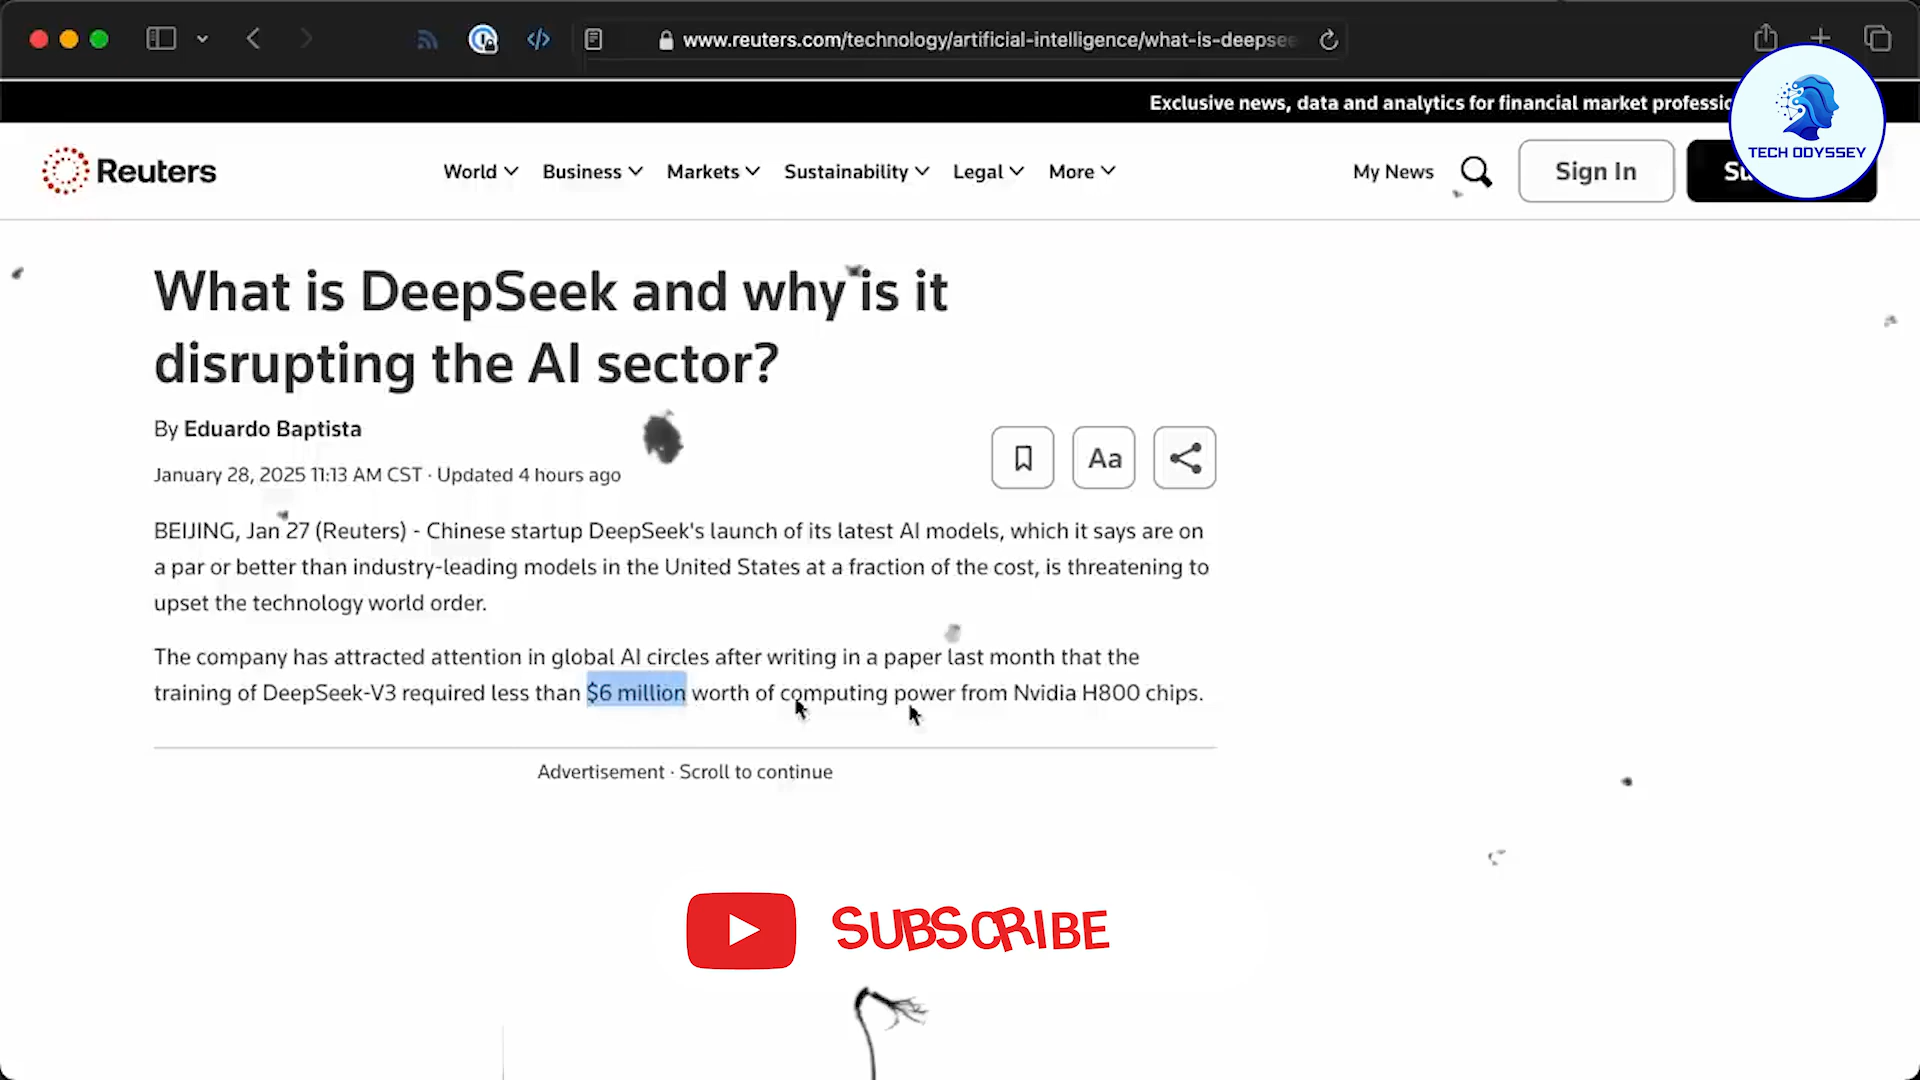 www.reuters.com/technology/artificial-intelligence/what-is-deepsee
Exclusive news, data and analytics for financial market professio
TECH ODYSSEY
Reuters World Business Markets Sustainability Legal More My News Sign In Su
What is DeepSeek and why is it
disrupting the AI sector?
By Eduardo Baptista
January 28, 2025 11:13 AM CST · Updated 4 hours ago
Aa
BEIJING, Jan 27 (Reuters) - Chinese startup DeepSeek's launch of its latest AI models, which it says are on
a par or better than industry-leading models in the United States at a fraction of the cost, is threatening to
upset the technology world order.
The company has attracted attention in global AI circles after writing in a paper last month that the
training of DeepSeek-V3 required less than $6 million worth of computing power from Nvidia H800 chips.
Advertisement · Scroll to continue
SUBSCRIBE